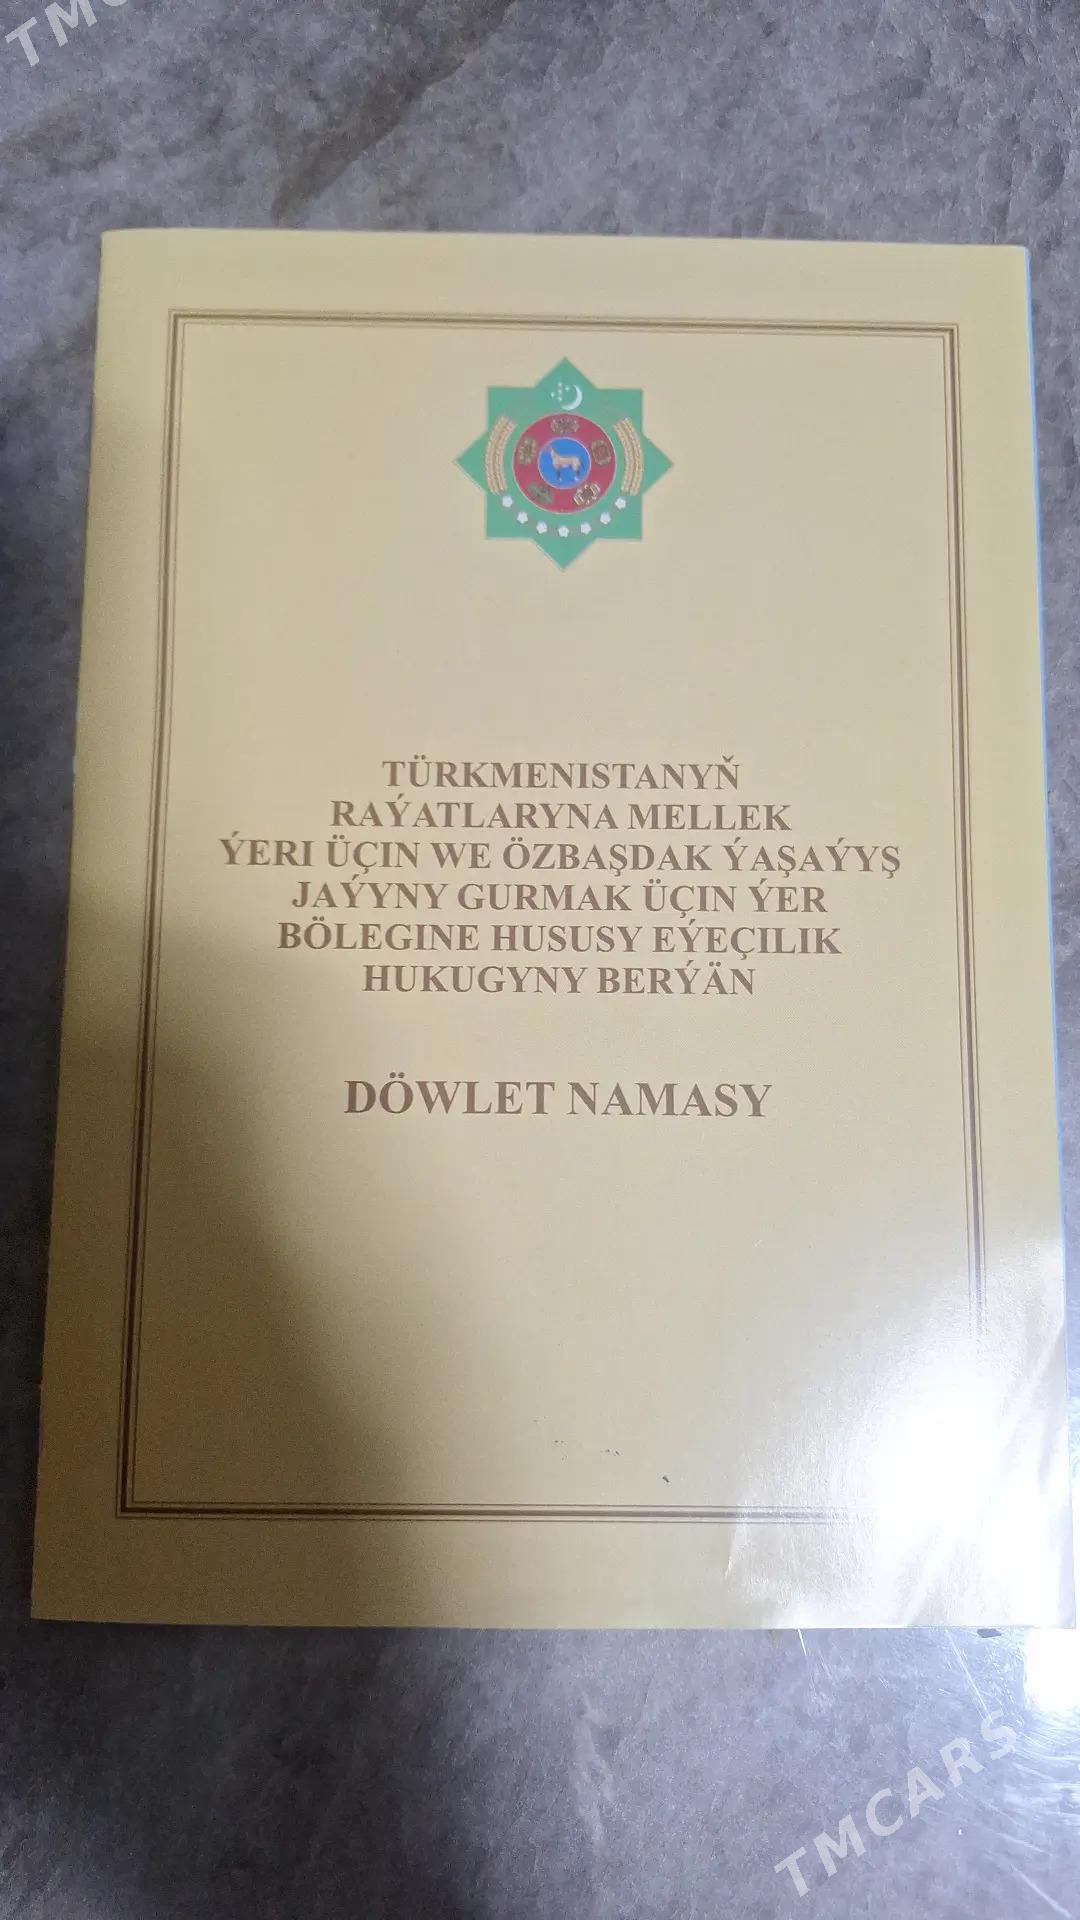 TMC
TÜRKMENISTANYŇ
RAÝATLARYNA MELLEK
ÝERI ÜÇIN WE ÖZBAŞDAK ÝAŞAÝYŞ
JAÝYNY GURMAK ÜÇIN ÝER
BÖLEGINE HUSUSY EÝEÇILIK
HUKUGYNY BERÝÄN
DÖWLET NAMASY
TMCARS